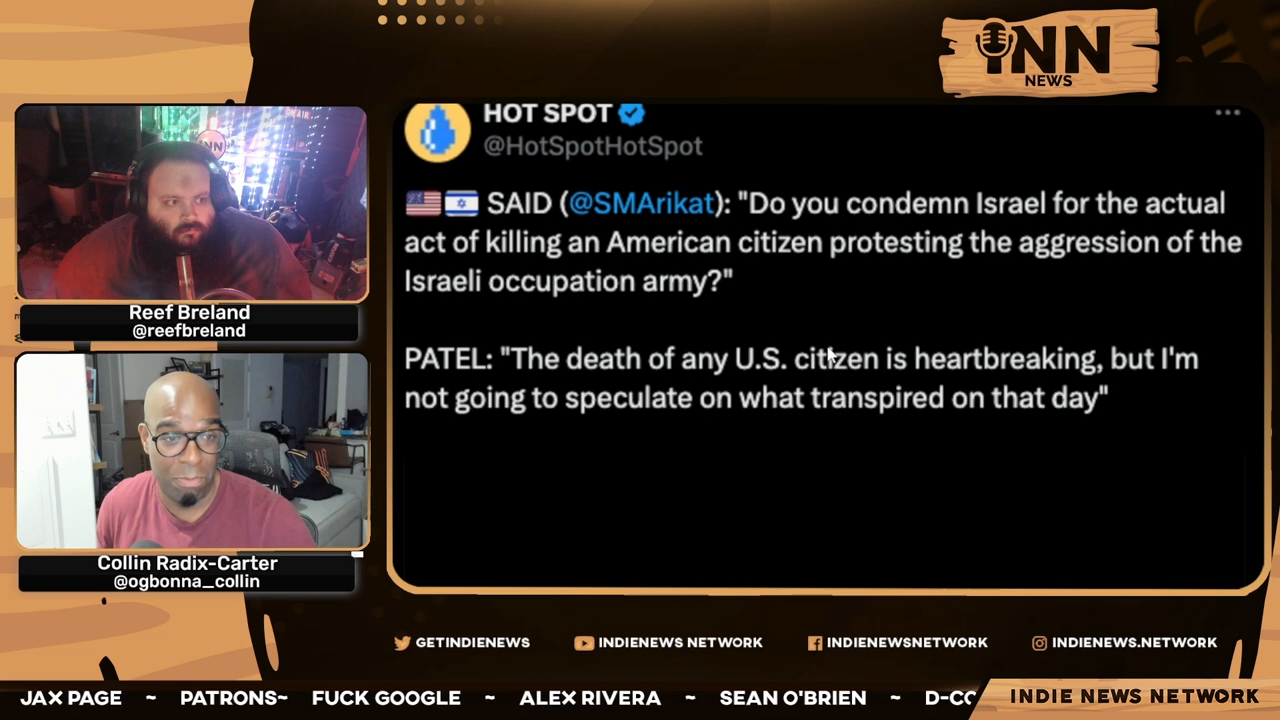 INN
NEWS
HOT SPOT
@HotSpotHotSpot
SAID (@SMArikat): "Do you condemn Israel for the actual
act of killing an American citizen protesting the aggression of the
Israeli occupation army?"
PATEL: "The death of any U.S. citizen is heartbreaking, but I'm
not going to speculate on what transpired on that day"
INN
Reef Breland
@reefbreland
Collin Radix-Carter
@ogbonna_collin
GETINDIENEWS
INDIENEWS NETWORK
INDIENEWSNETWORK
INDIENEWS.NETWORK
JAX PAGE ~ PATRONS~ FUCK GOOGLE ~ ALEX RIVERA ~ SEAN O'BRIEN ~ D-CO
INDIE NEWS NETWORK